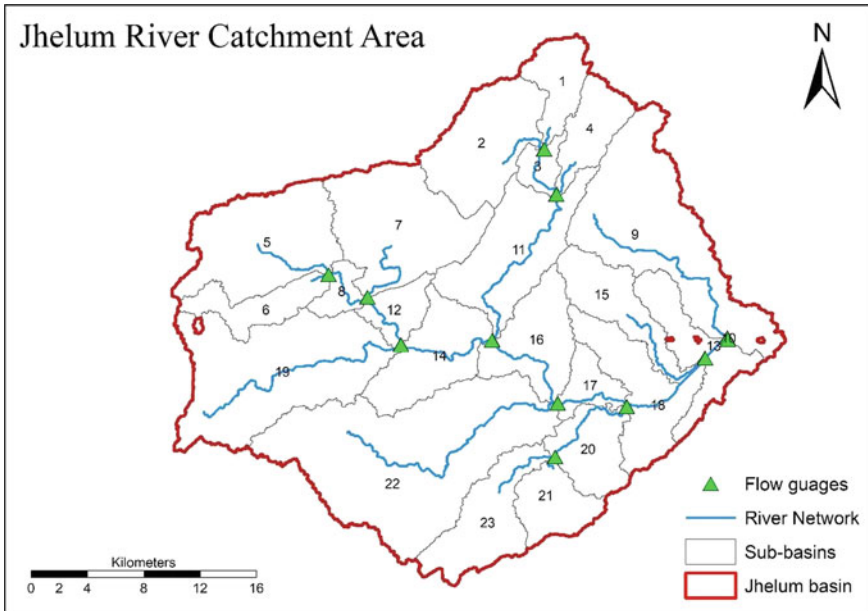 Jhelum River Catchment Area
N
1
2
4
3
7
9
5
11
15
8
6
12
10
13
16
14
19
17
18
20
22
21
23
Flow guages
River Network
Sub-basins
Jhelum basin
Kilometers
0 2 4 8 12 16